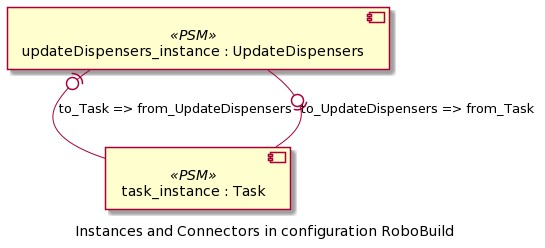 «PSM»
updateDispensers_instance : UpdateDispensers
to_Task => from_UpdateDispensers
to_UpdateDispensers => from_Task
«PSM»
task_instance : Task
Instances and Connectors in configuration RoboBuild